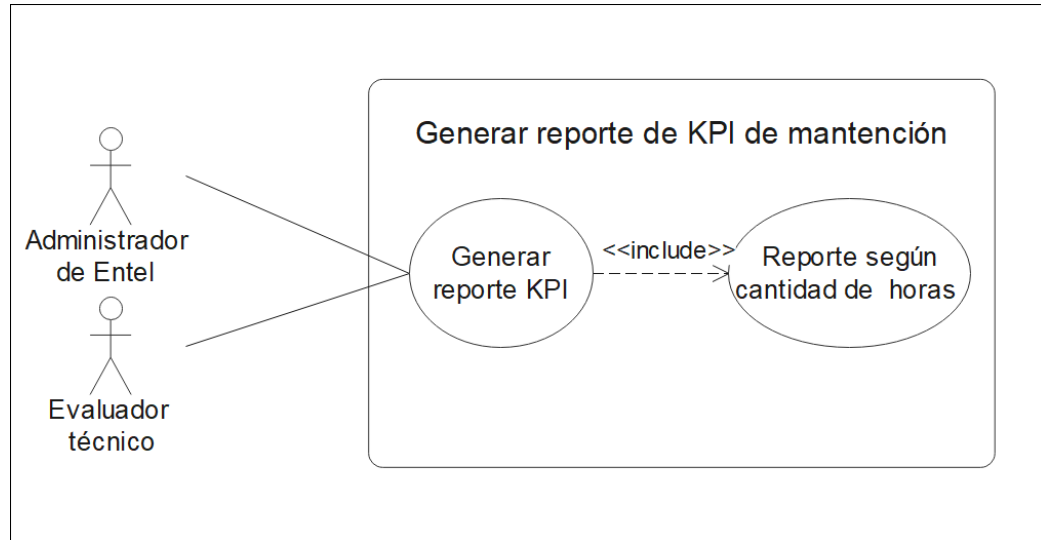 Generar reporte de KPI de mantención
Administrador
de Entel
Generar
reporte KPI
<<include>>
Reporte según
cantidad de horas
Evaluador
técnico